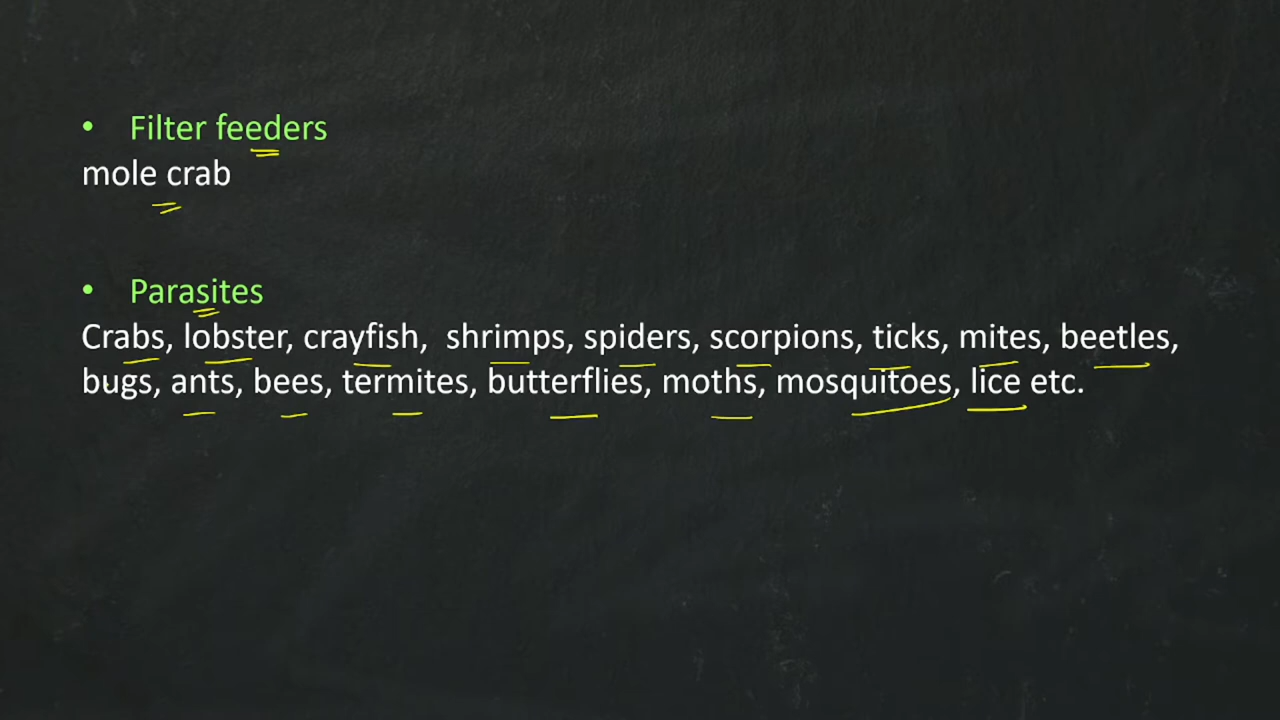 • Filter feeders
mole crab
• Parasites
Crabs, lobster, crayfish,  shrimps, spiders, scorpions, ticks, mites, beetles,
bugs, ants, bees, termites, butterflies, moths, mosquitoes, lice etc.